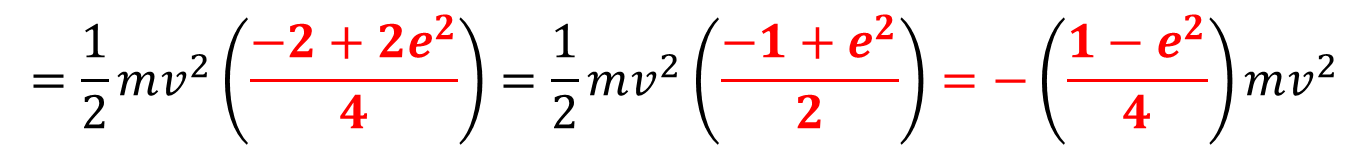 = 1/2 mv² ((−2 + 2e²)/4) = 1/2 mv² ((−1 + e²)/2) = − ((1 − e²)/4) mv²